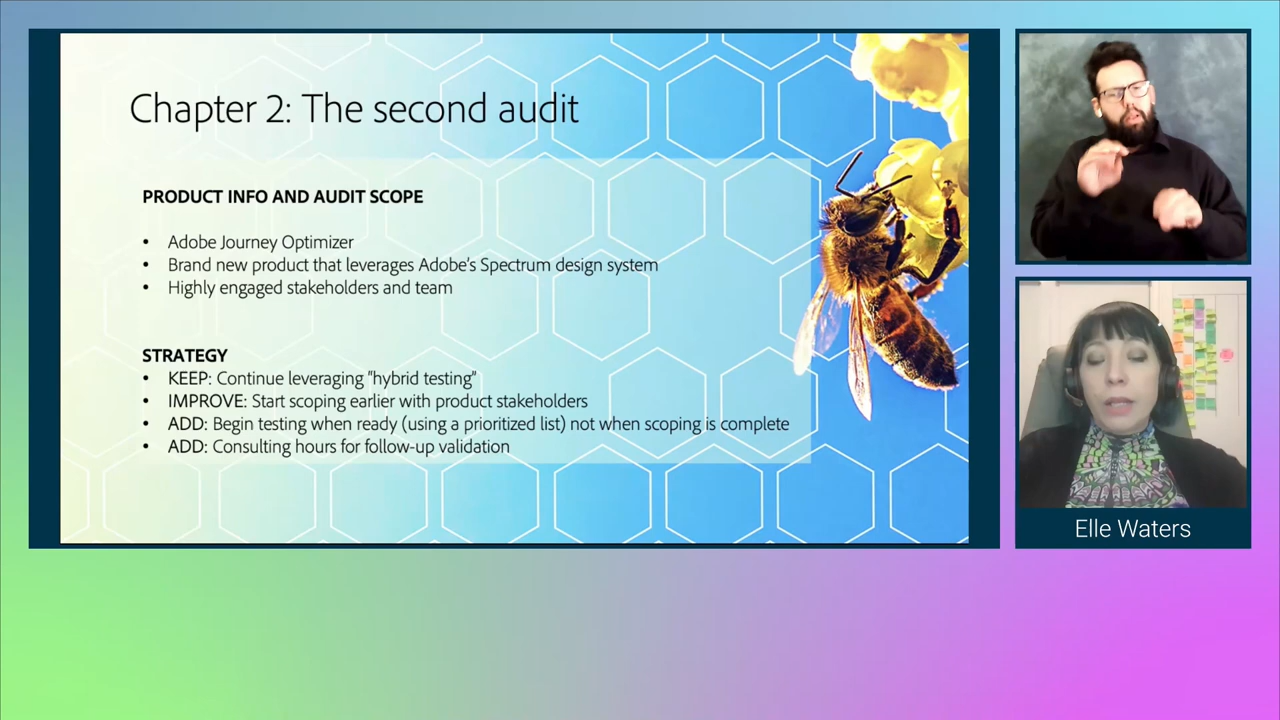 Chapter 2: The second audit
PRODUCT INFO AND AUDIT SCOPE
• Adobe Journey Optimizer
• Brand new product that leverages Adobe's Spectrum design system
• Highly engaged stakeholders and team
STRATEGY
• KEEP: Continue leveraging "hybrid testing"
• IMPROVE: Start scoping earlier with product stakeholders
• ADD: Begin testing when ready (using a prioritized list) not when scoping is complete
• ADD: Consulting hours for follow-up validation
Elle Waters